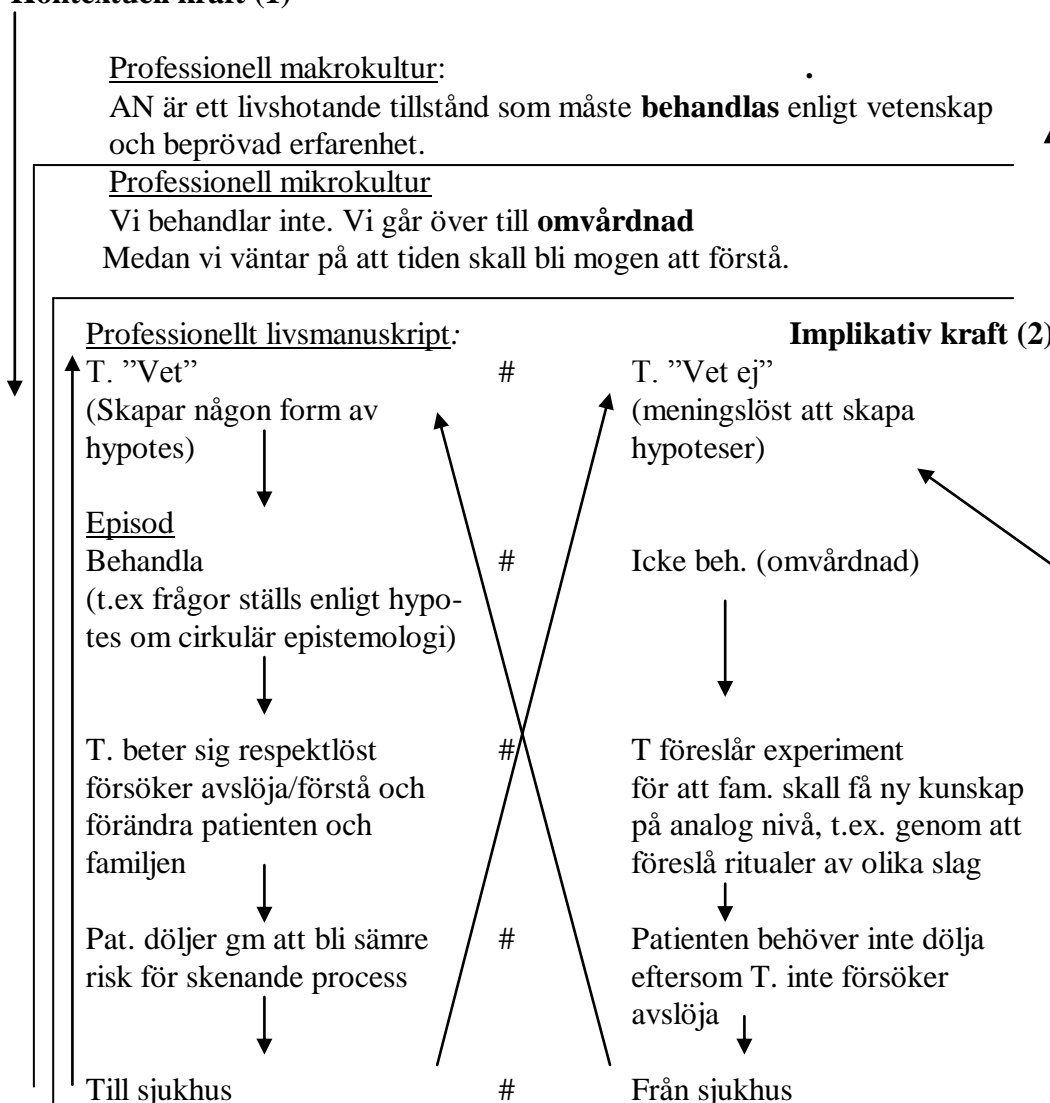 Kontextuell kraft (1)
Professionell makrokultur: .
AN är ett livshotande tillstånd som måste behandlas enligt vetenskap
och beprövad erfarenhet.
Professionell mikrokultur
Vi behandlar inte. Vi går över till omvårdnad
Medan vi väntar på att tiden skall bli mogen att förstå.
Professionellt livsmanuskript: Implikativ kraft (2)
T. ”Vet” # T. ”Vet ej”
(Skapar någon form av (meningslöst att skapa
hypotes) hypoteser)
Episod
Behandla # Icke beh. (omvårdnad)
(t.ex frågor ställs enligt hypo-
tes om cirkulär epistemologi)
T. beter sig respektlöst # T föreslår experiment
försöker avslöja/förstå och för att fam. skall få ny kunskap
förändra patienten och på analog nivå, t.ex. genom att
familjen föreslå ritualer av olika slag
Pat. döljer gm att bli sämre # Patienten behöver inte dölja
risk för skenande process eftersom T. inte försöker
avslöja
Till sjukhus # Från sjukhus